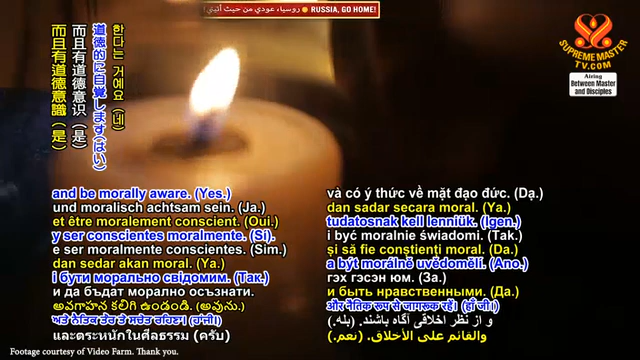 روسيا، عودي من حيث أتيتي! RUSSIA, GO HOME!
SUPREME MASTER
TV.COM
Airing
Between Master
and Disciples
한다는 거예요 (네)
道徳的に自覚します(はい)
而且有道德意识 (是)
而且有道德意識 (是)
and be morally aware. (Yes.)
und moralisch achtsam sein. (Ja.)
et être moralement conscient. (Oui.)
y ser conscientes moralmente. (Sí).
e ser moralmente conscientes. (Sim.)
dan sedar akan moral. (Ya.)
і бути морально свідомим. (Так.)
и да бъдат морално осъзнати.
అవగాహన కలిగి ఉండండి. (అవును.)
ਅਤੇ ਨੈਤਿਕ ਤੌਰ ਤੇ ਸਚੇਤ ਰਹਿਣਾ (ਹਾਂਜੀ।)
และตระหนักในศีลธรรม (ครับ)
và có ý thức về mặt đạo đức. (Dạ.)
dan sadar secara moral. (Ya.)
tudatosnak kell lenniük. (Igen.)
i być moralnie świadomi. (Tak.)
și să fie conștienți moral. (Da.)
a být morálně uvědomělí. (Ano.)
гэх гэсэн юм. (За.)
и быть нравственными. (Да.)
और नैतिक रूप से जागरूक रहें। (हाँ जी।)
و از نظر اخلاقی آگاه باشند. (بله.)
والقائم على الأخلاق. (نعم.)
Footage courtesy of Video Farm. Thank you.